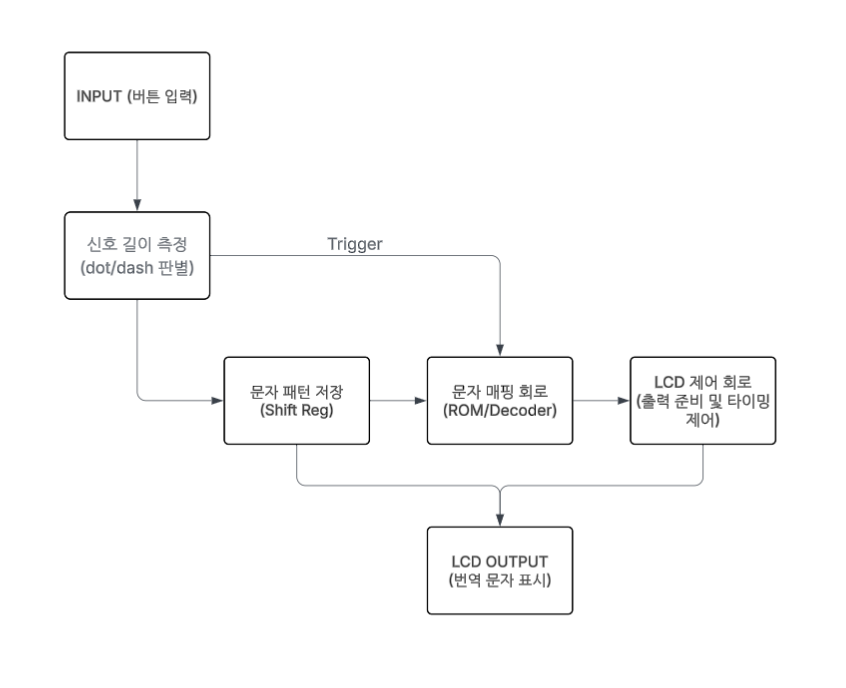 INPUT (버튼 입력)
신호 길이 측정
(dot/dash 판별)
Trigger
문자 패턴 저장
(Shift Reg)
문자 매핑 회로
(ROM/Decoder)
LCD 제어 회로
(출력 준비 및 타이밍
제어)
LCD OUTPUT
(번역 문자 표시)